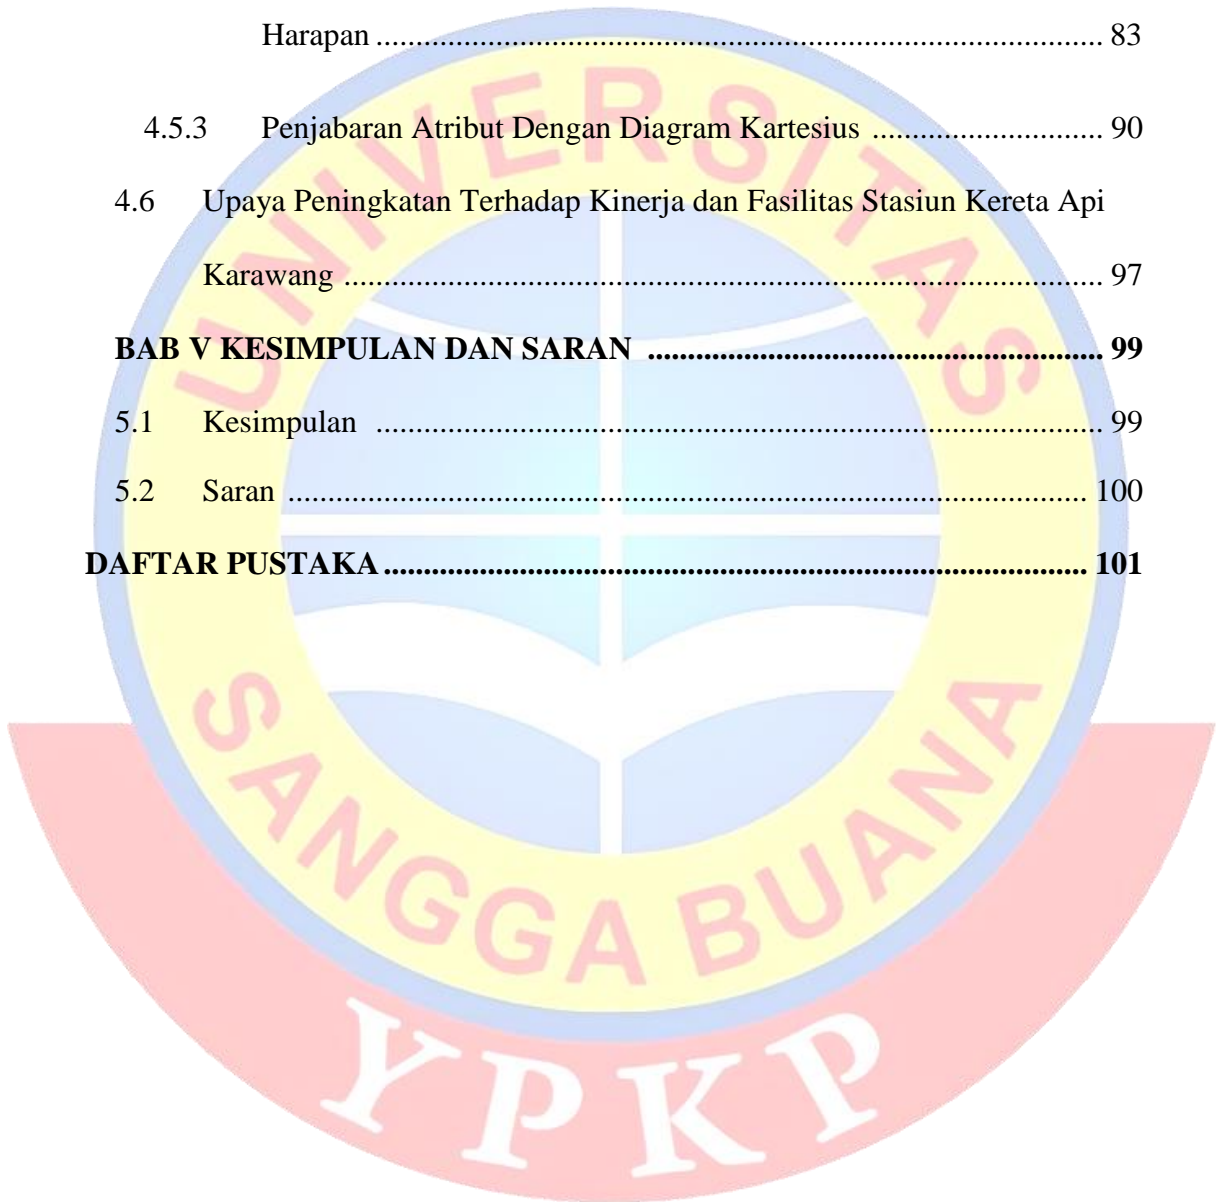 Harapan ........................................................................................... 83
4.5.3 Penjabaran Atribut Dengan Diagram Kartesius ............................. 90
4.6 Upaya Peningkatan Terhadap Kinerja dan Fasilitas Stasiun Kereta Api
Karawang ............................................................................................... 97
BAB V KESIMPULAN DAN SARAN ......................................................... 99
5.1 Kesimpulan ........................................................................................... 99
5.2 Saran .................................................................................................... 100
DAFTAR PUSTAKA ........................................................................................ 101
UNIVERSITAS
SANGGA BUANA
YPKP